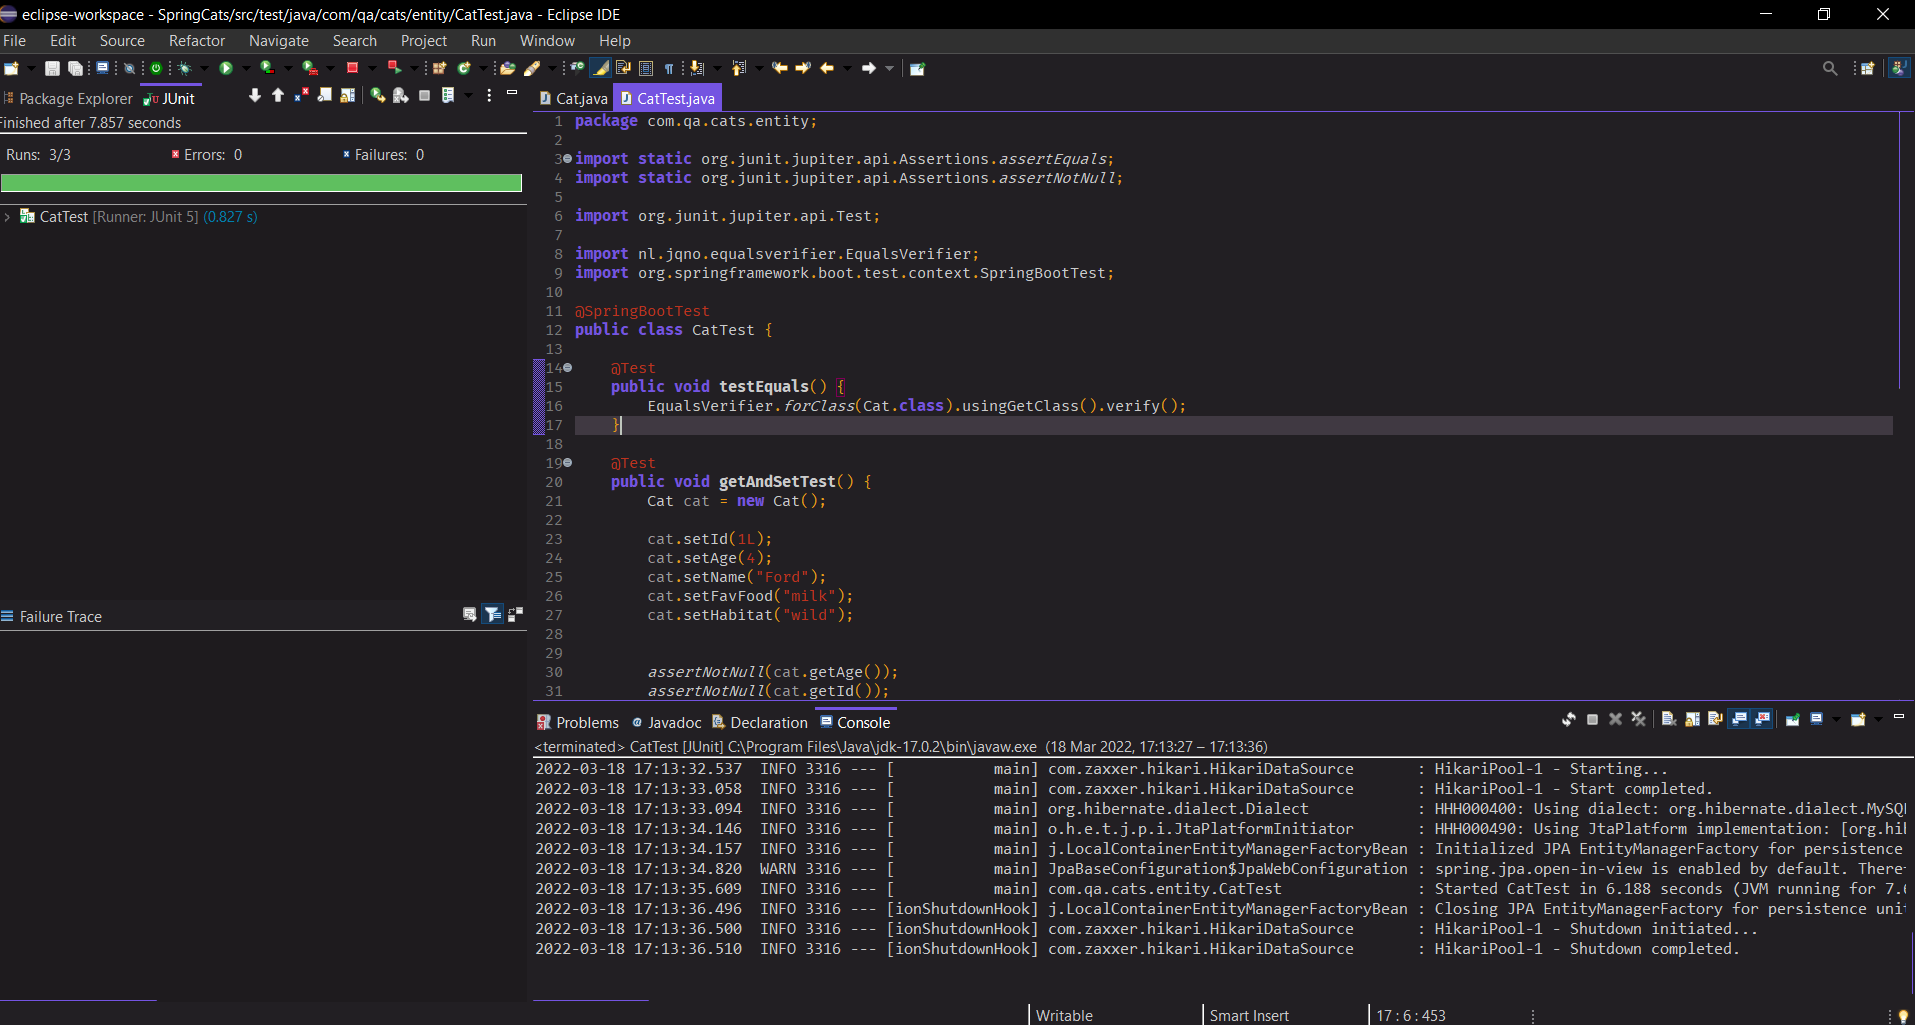 eclipse-workspace - SpringCats/src/test/java/com/qa/cats/entity/CatTest.java - Eclipse IDE
File Edit Source Refactor Navigate Search Project Run Window Help
Package Explorer JUnit
Finished after 7.857 seconds
Runs: 3/3 Errors: 0 Failures: 0
CatTest [Runner: JUnit 5] (0.827 s)
Failure Trace
Cat.java CatTest.java
1 package com.qa.cats.entity;
2
3 import static org.junit.jupiter.api.Assertions.assertEquals;
4 import static org.junit.jupiter.api.Assertions.assertNotNull;
5
6 import org.junit.jupiter.api.Test;
7
8 import nl.jqno.equalsverifier.EqualsVerifier;
9 import org.springframework.boot.test.context.SpringBootTest;
10
11 @SpringBootTest
12 public class CatTest {
13
14 @Test
15 public void testEquals() {
16 EqualsVerifier.forClass(Cat.class).usingGetClass().verify();
17 }
18
19 @Test
20 public void getAndSetTest() {
21 Cat cat = new Cat();
22
23 cat.setId(1L);
24 cat.setAge(4);
25 cat.setName("Ford");
26 cat.setFavFood("milk");
27 cat.setHabitat("wild");
28
29
30 assertNotNull(cat.getAge());
31 assertNotNull(cat.getId());
Problems Javadoc Declaration Console
<terminated> CatTest [JUnit] C:\Program Files\Java\jdk-17.0.2\bin\javaw.exe (18 Mar 2022, 17:13:27 – 17:13:36)
2022-03-18 17:13:32.537 INFO 3316 --- [ main] com.zaxxer.hikari.HikariDataSource : HikariPool-1 - Starting...
2022-03-18 17:13:33.058 INFO 3316 --- [ main] com.zaxxer.hikari.HikariDataSource : HikariPool-1 - Start completed.
2022-03-18 17:13:33.094 INFO 3316 --- [ main] org.hibernate.dialect.Dialect : HHH000400: Using dialect: org.hibernate.dialect.MySQ
2022-03-18 17:13:34.146 INFO 3316 --- [ main] o.h.e.t.j.p.i.JtaPlatformInitiator : HHH000490: Using JtaPlatform implementation: [org.hi
2022-03-18 17:13:34.157 INFO 3316 --- [ main] j.LocalContainerEntityManagerFactoryBean : Initialized JPA EntityManagerFactory for persistence
2022-03-18 17:13:34.820 WARN 3316 --- [ main] JpaBaseConfiguration$JpaWebConfiguration : spring.jpa.open-in-view is enabled by default. There
2022-03-18 17:13:35.609 INFO 3316 --- [ main] com.qa.cats.entity.CatTest : Started CatTest in 6.188 seconds (JVM running for 7.
2022-03-18 17:13:36.496 INFO 3316 --- [ionShutdownHook] j.LocalContainerEntityManagerFactoryBean : Closing JPA EntityManagerFactory for persistence uni
2022-03-18 17:13:36.500 INFO 3316 --- [ionShutdownHook] com.zaxxer.hikari.HikariDataSource : HikariPool-1 - Shutdown initiated...
2022-03-18 17:13:36.510 INFO 3316 --- [ionShutdownHook] com.zaxxer.hikari.HikariDataSource : HikariPool-1 - Shutdown completed.
Writable Smart Insert 17 : 6 : 453